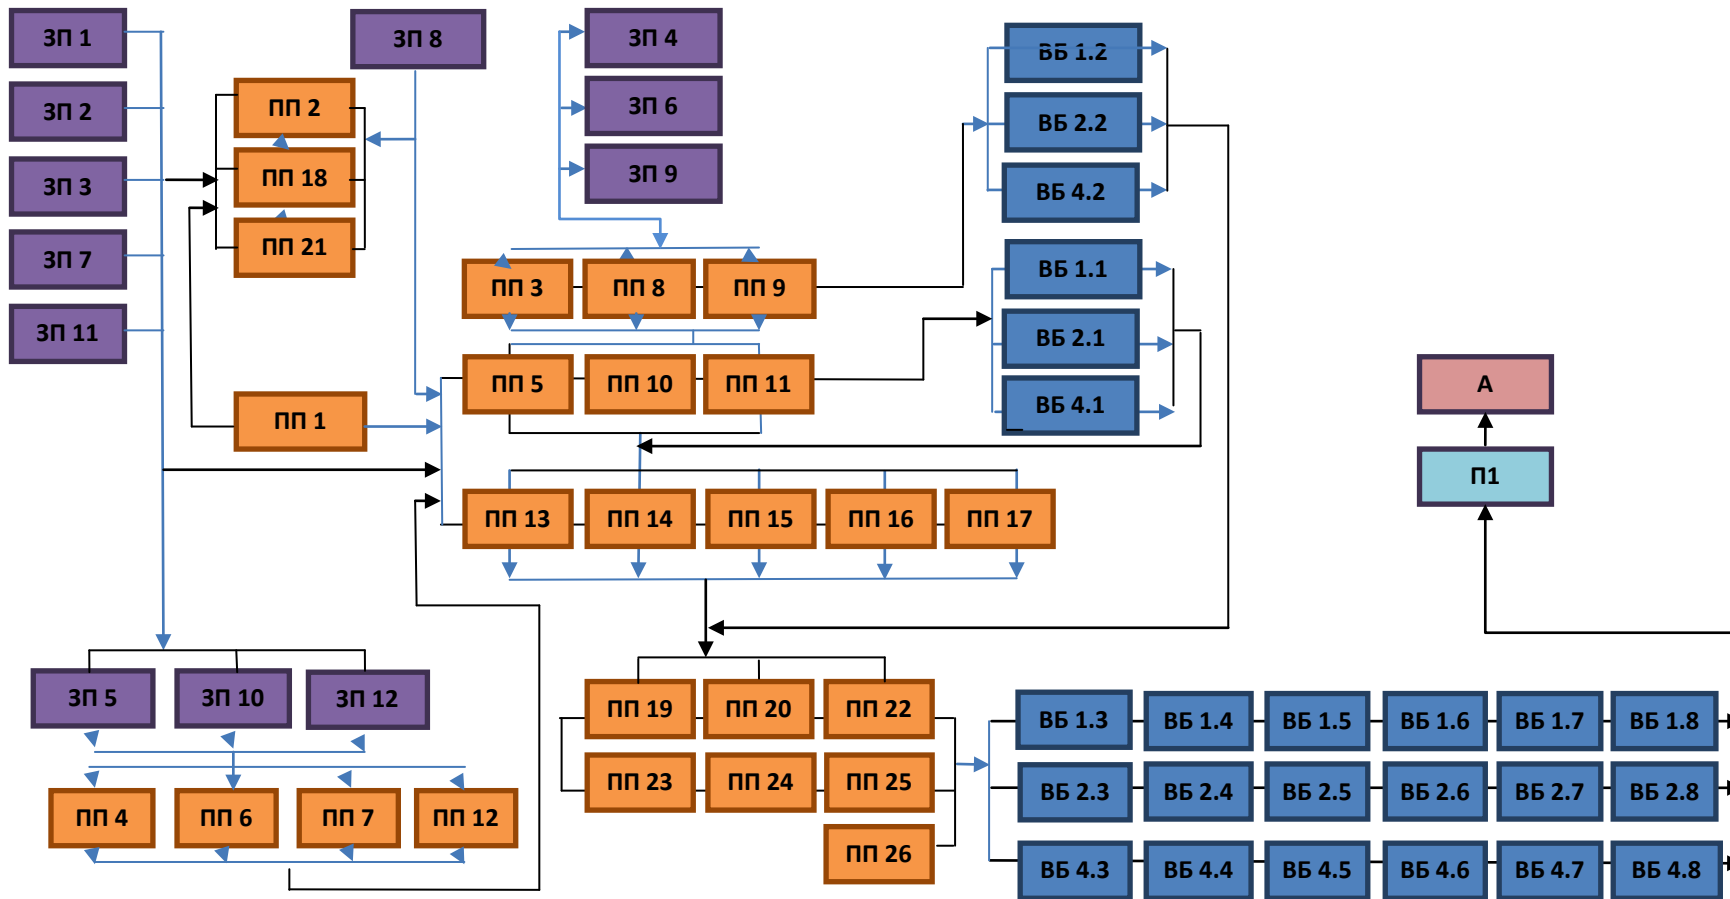 ЗП 1
ЗП 8
ЗП 4
ВБ 1.2
ЗП 2
ПП 2
ЗП 6
ВБ 2.2
ЗП 3
ПП 18
ЗП 9
ВБ 4.2
ЗП 7
ПП 21
ПП 3
ПП 8
ПП 9
ВБ 1.1
ЗП 11
ВБ 2.1
ПП 5
ПП 10
ПП 11
А
ПП 1
ВБ 4.1
П1
ПП 13
ПП 14
ПП 15
ПП 16
ПП 17
ЗП 5
ЗП 10
ЗП 12
ПП 19
ПП 20
ПП 22
ВБ 1.3
ВБ 1.4
ВБ 1.5
ВБ 1.6
ВБ 1.7
ВБ 1.8
ПП 23
ПП 24
ПП 25
ВБ 2.3
ВБ 2.4
ВБ 2.5
ВБ 2.6
ВБ 2.7
ВБ 2.8
ПП 4
ПП 6
ПП 7
ПП 12
ПП 26
ВБ 4.3
ВБ 4.4
ВБ 4.5
ВБ 4.6
ВБ 4.7
ВБ 4.8